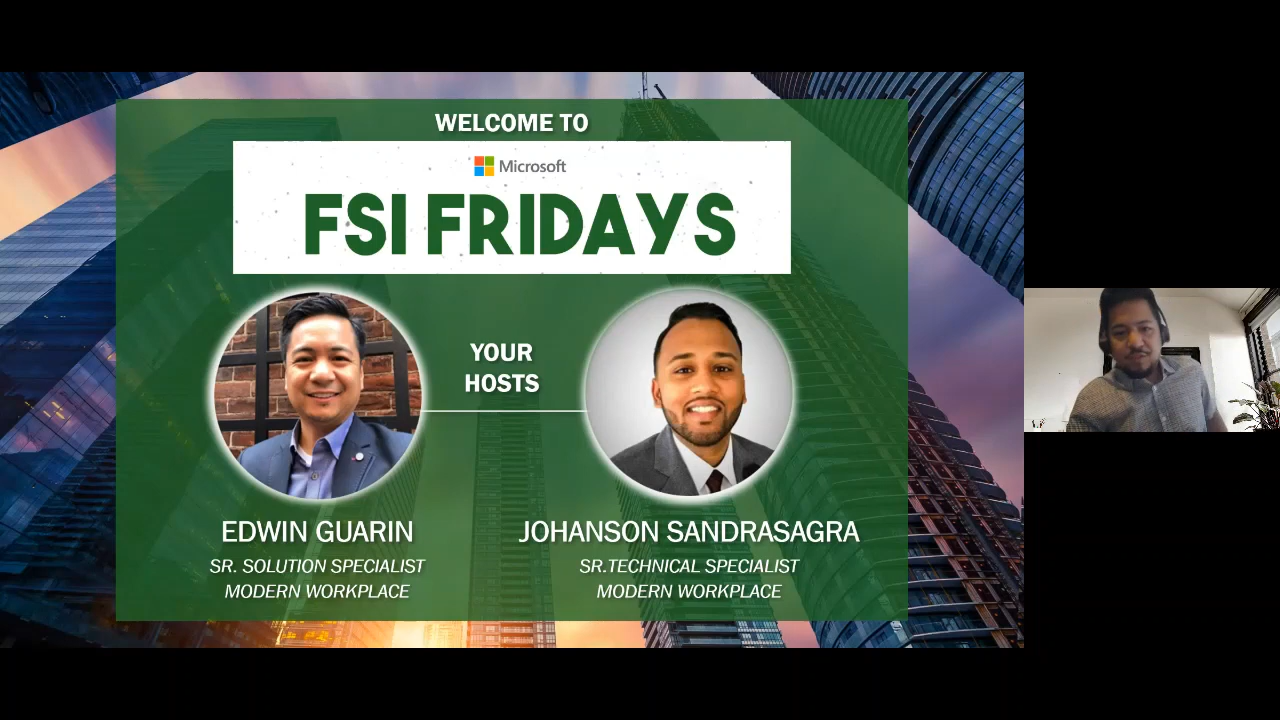 WELCOME TO
Microsoft
FSI FRIDAYS
YOUR
HOSTS
EDWIN GUARIN
SR. SOLUTION SPECIALIST
MODERN WORKPLACE
JOHANSON SANDRASAGRA
SR.TECHNICAL SPECIALIST
MODERN WORKPLACE